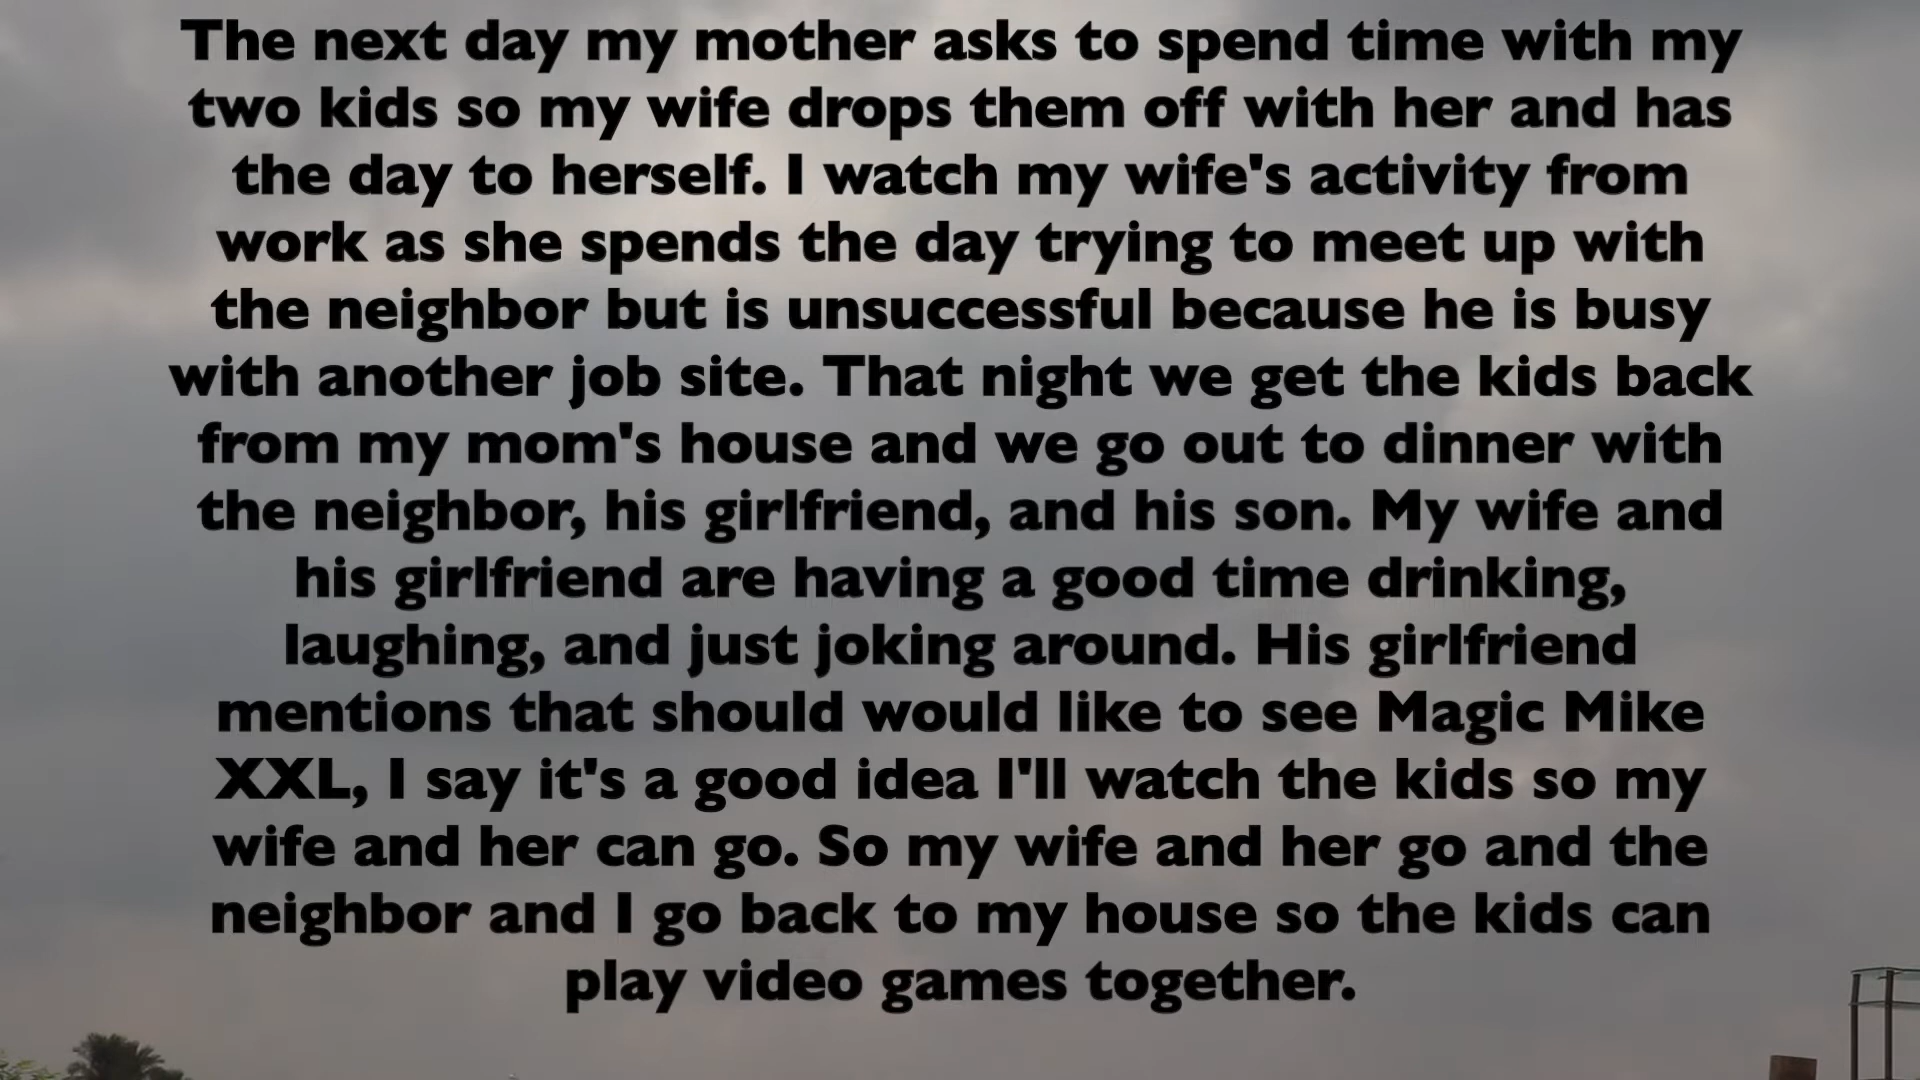 The next day my mother asks to spend time with my
two kids so my wife drops them off with her and has
the day to herself. I watch my wife's activity from
work as she spends the day trying to meet up with
the neighbor but is unsuccessful because he is busy
with another job site. That night we get the kids back
from my mom's house and we go out to dinner with
the neighbor, his girlfriend, and his son. My wife and
his girlfriend are having a good time drinking,
laughing, and just joking around. His girlfriend
mentions that should would like to see Magic Mike
XXL, I say it's a good idea I'll watch the kids so my
wife and her can go. So my wife and her go and the
neighbor and I go back to my house so the kids can
play video games together.